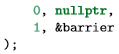 0, nullptr,
1, &barrier
);